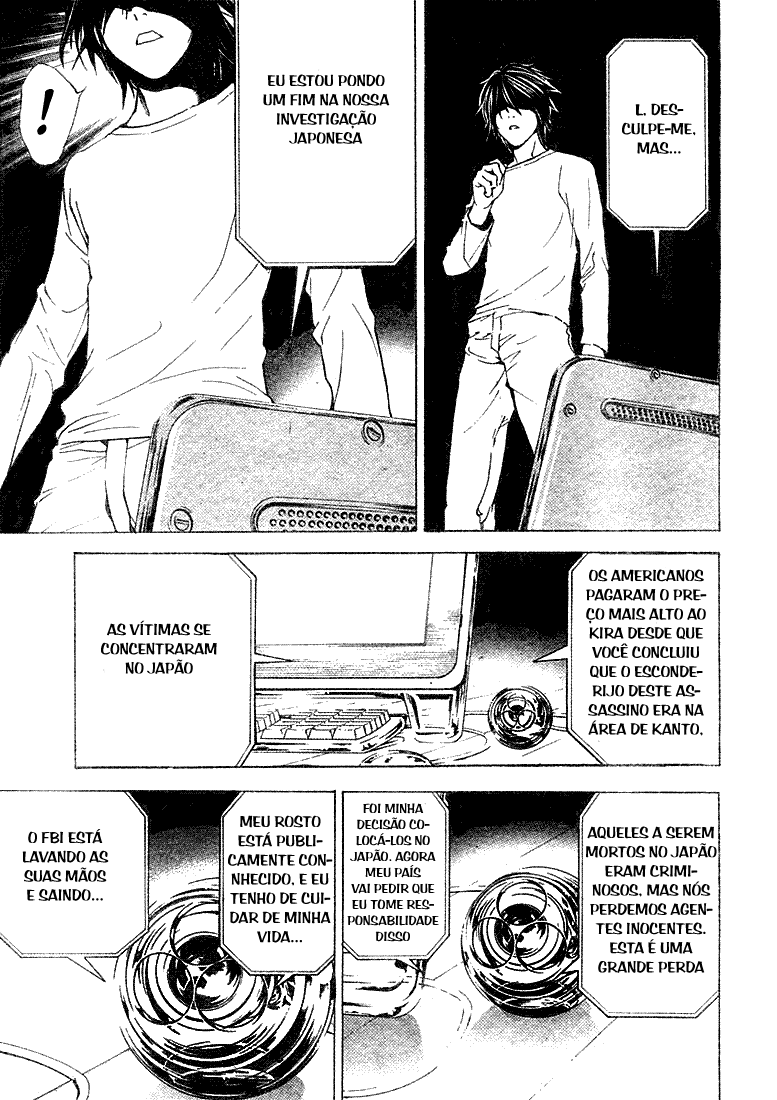 L, DES-
CULPE-ME,
MAS...
EU ESTOU PONDO
UM FIM NA NOSSA
INVESTIGAÇÃO
JAPONESA
!
OS AMERICANOS
PAGARAM O PRE-
ÇO MAIS ALTO AO
KIRA DESDE QUE
VOCÊ CONCLUIU
QUE O ESCONDE-
RIJO DESTE AS-
SASSINO ERA NA
ÁREA DE KANTO.
AS VÍTIMAS SE
CONCENTRARAM
NO JAPÃO
AQUELES A SEREM
MORTOS NO JAPÃO
ERAM CRIMI-
NOSOS, MAS NÓS
PERDEMOS AGEN-
TES INOCENTES.
ESTA É UMA
GRANDE PERDA
FOI MINHA
DECISÃO CO-
LOCÁ-LOS NO
JAPÃO. AGORA
MEU PAÍS
VAI PEDIR QUE
EU TOME RES-
PONSABILIDADE
DISSO
MEU ROSTO
ESTÁ PUBLI-
CAMENTE CON-
NHECIDO, E EU
TENHO DE CUI-
DAR DE MINHA
VIDA...
O FBI ESTÁ
LAVANDO AS
SUAS MÃOS
E SAINDO...